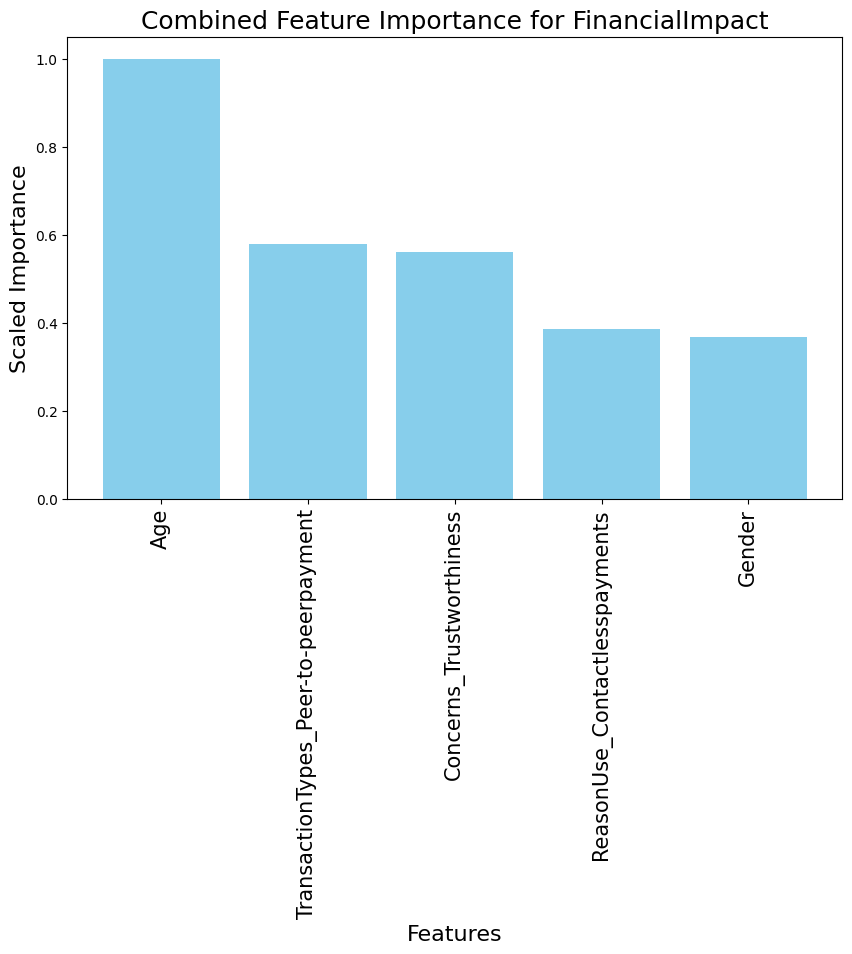 Combined Feature Importance for FinancialImpact
Scaled Importance
1.0
0.8
0.6
0.4
0.2
0.0
Age
TransactionTypes_Peer-to-peerpayment
Concerns_Trustworthiness
ReasonUse_Contactlesspayments
Gender
Features